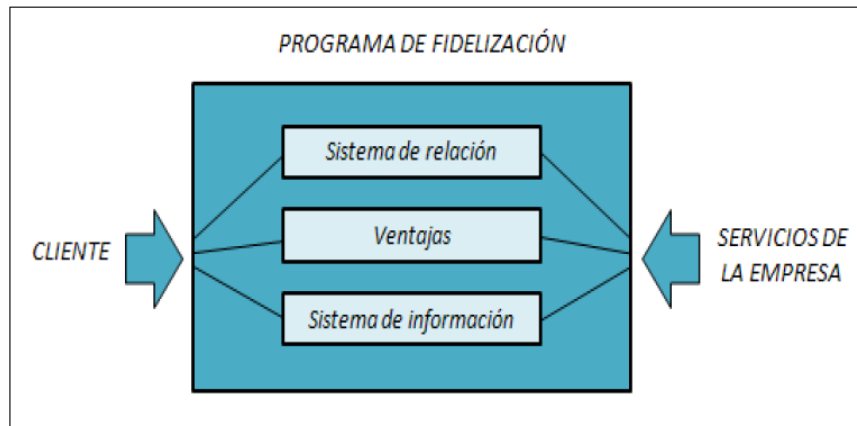 PROGRAMA DE FIDELIZACIÓN
Sistema de relación
CLIENTE
Ventajas
SERVICIOS DE
LA EMPRESA
Sistema de información